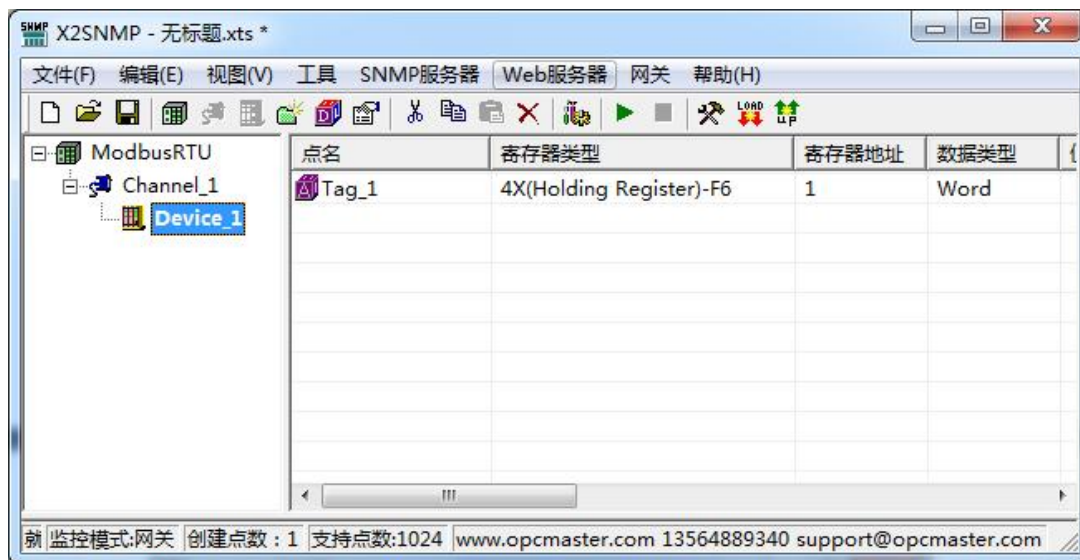 X2SNMP - 无标题.xts *
文件(F) 编辑(E) 视图(V) 工具 SNMP服务器 Web服务器 网关 帮助(H)
ModbusRTU
Channel_1
Device_1
点名 寄存器类型 寄存器地址 数据类型
Tag_1 4X(Holding Register)-F6 1 Word
就 监控模式:网关 创建点数:1 支持点数:1024 www.opcmaster.com 13564889340 support@opcmaster.com